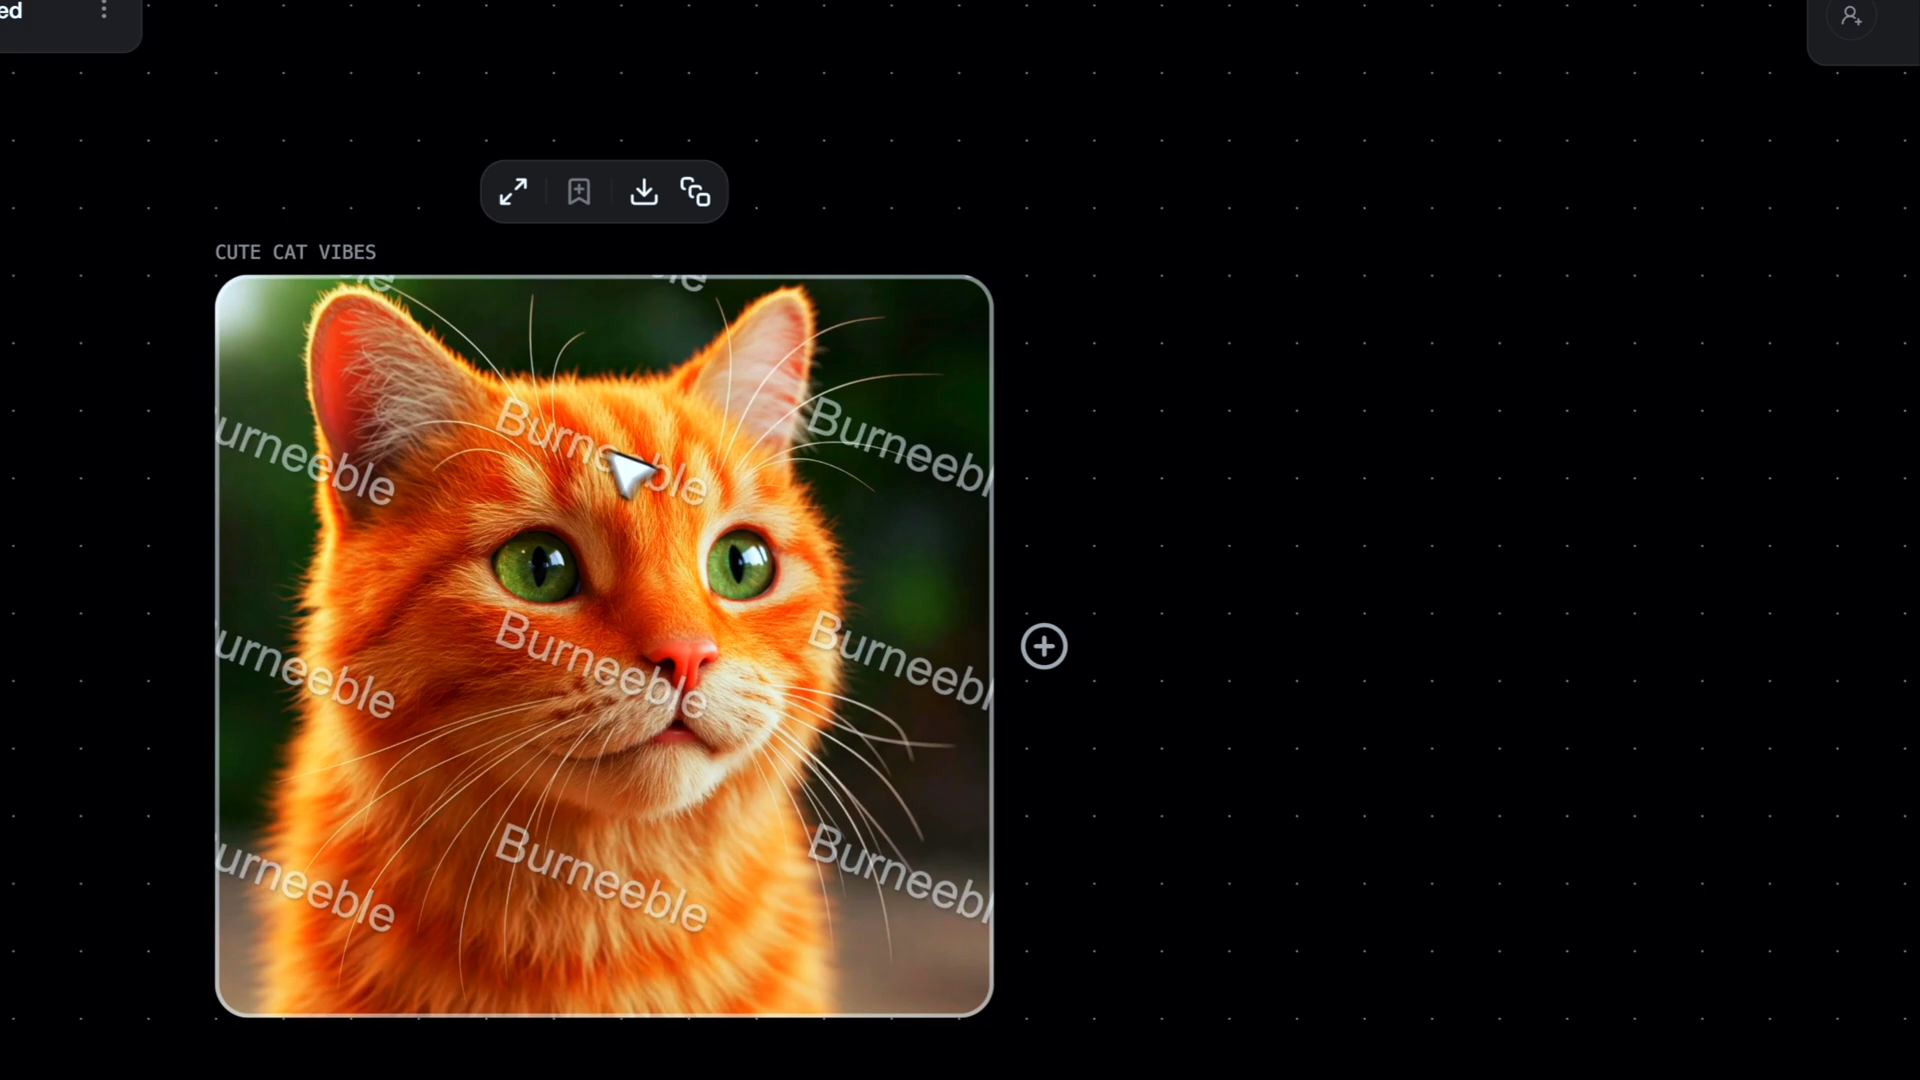 ed
CUTE CAT VIBES
Burneeble
Burneebl
urneeble
Burneeble
Burneebl
urneeble
Burneeble
Burneebl
urneeble